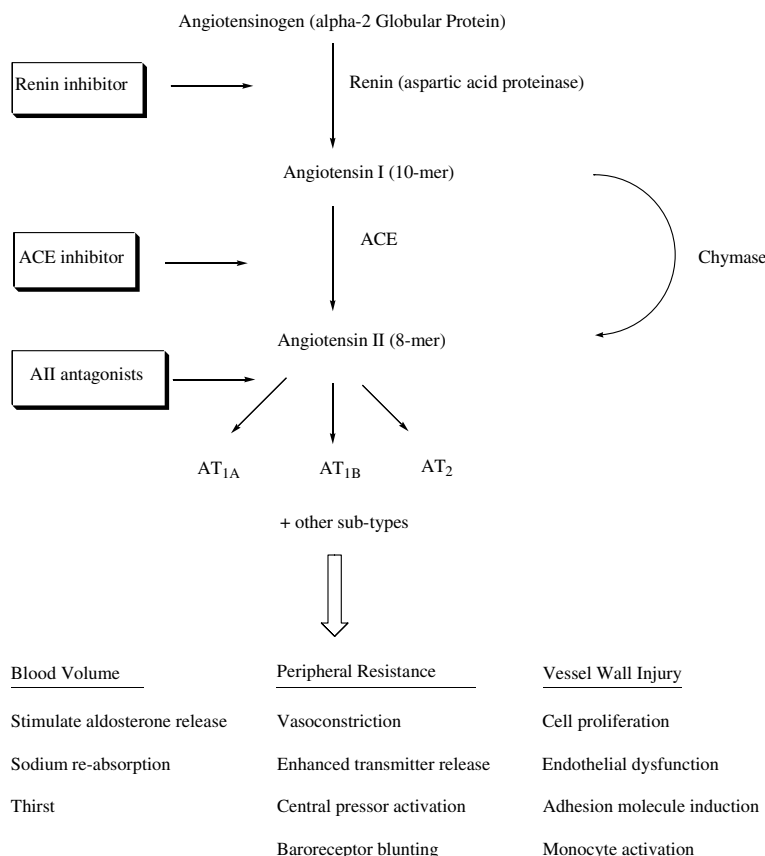 Angiotensinogen (alpha-2 Globular Protein)
Renin inhibitor
Renin (aspartic acid proteinase)
Angiotensin I (10-mer)
ACE
ACE inhibitor
Chymase
Angiotensin II (8-mer)
AII antagonists
AT1A
AT1B
AT2
+ other sub-types
Blood Volume
Stimulate aldosterone release
Sodium re-absorption
Thirst
Peripheral Resistance
Vasoconstriction
Enhanced transmitter release
Central pressor activation
Baroreceptor blunting
Vessel Wall Injury
Cell proliferation
Endothelial dysfunction
Adhesion molecule induction
Monocyte activation